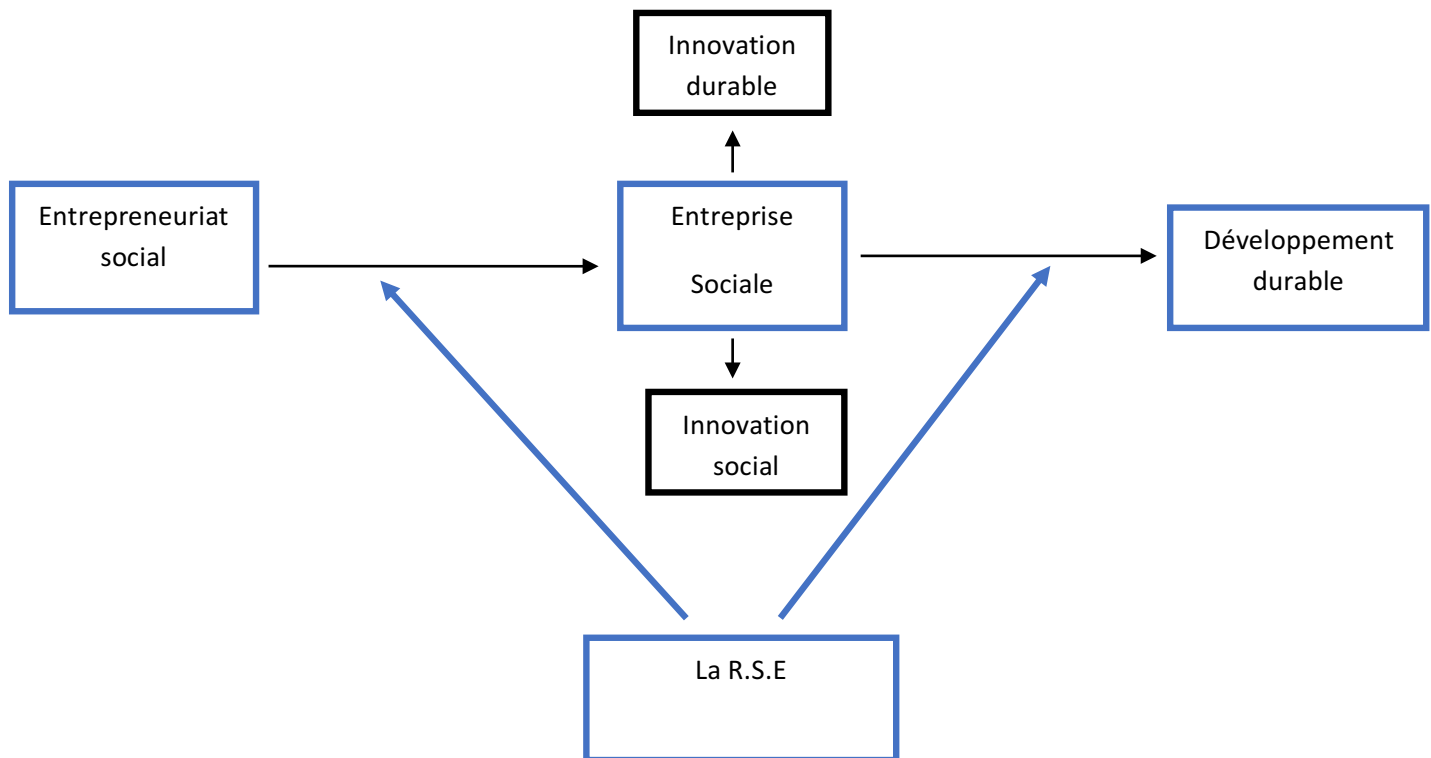 Innovation
durable
Entrepreneuriat
social
Entreprise
Sociale
Développement
durable
Innovation
social
La R.S.E